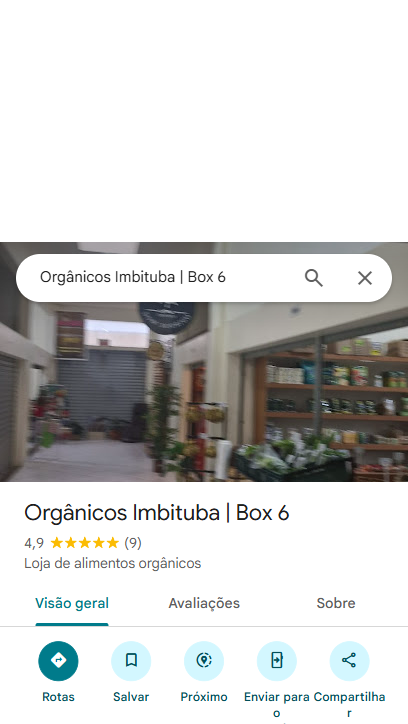 Orgânicos Imbituba | Box 6
Orgânicos Imbituba | Box 6
4,9 (9)
Loja de alimentos orgânicos
Visão geral Avaliações Sobre
Rotas Salvar Próximo Enviar para o Compartilhar